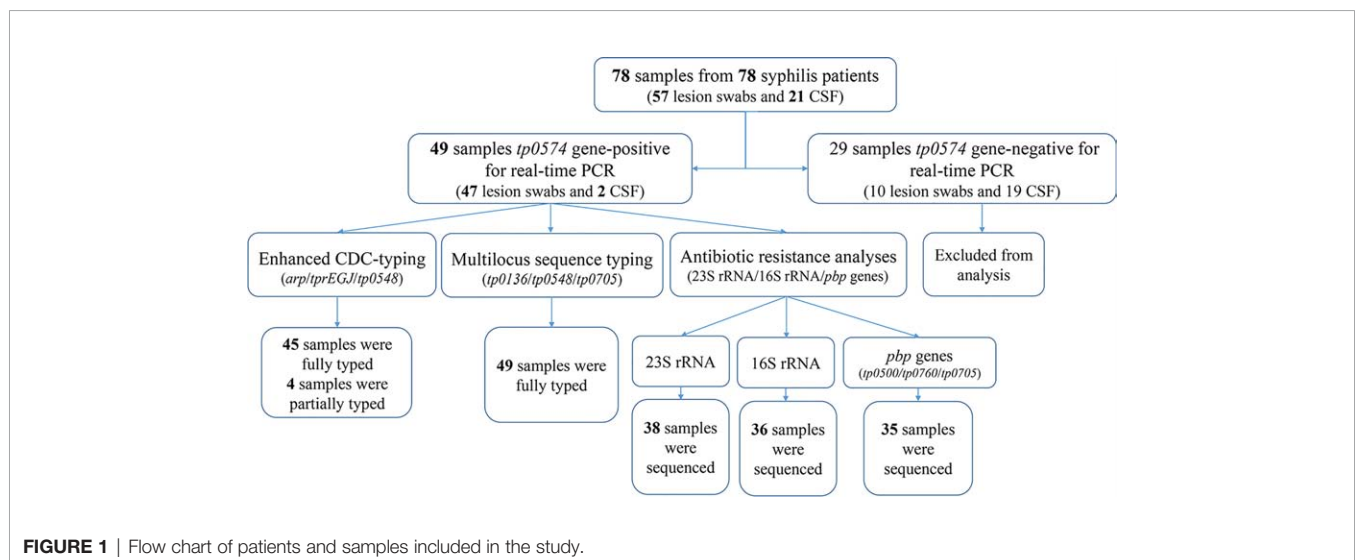 78 samples from 78 syphilis patients
(57 lesion swabs and 21 CSF)
49 samples tp0574 gene-positive
for real-time PCR
(47 lesion swabs and 2 CSF)
29 samples tp0574 gene-negative for
real-time PCR
(10 lesion swabs and 19 CSF)
Enhanced CDC-typing
(arp/tprEGJ/tp0548)
Multilocus sequence typing
(tp0136/tp0548/tp0705)
Antibiotic resistance analyses
(23S rRNA/16S rRNA/pbp genes)
Excluded from
analysis
45 samples were
fully typed
4 samples were
partially typed
49 samples were
fully typed
23S rRNA
16S rRNA
pbp genes
(tp0500/tp0760/tp0705)
38 samples
were
sequenced
36 samples
were
sequenced
35 samples
were
sequenced
FIGURE 1 | Flow chart of patients and samples included in the study.